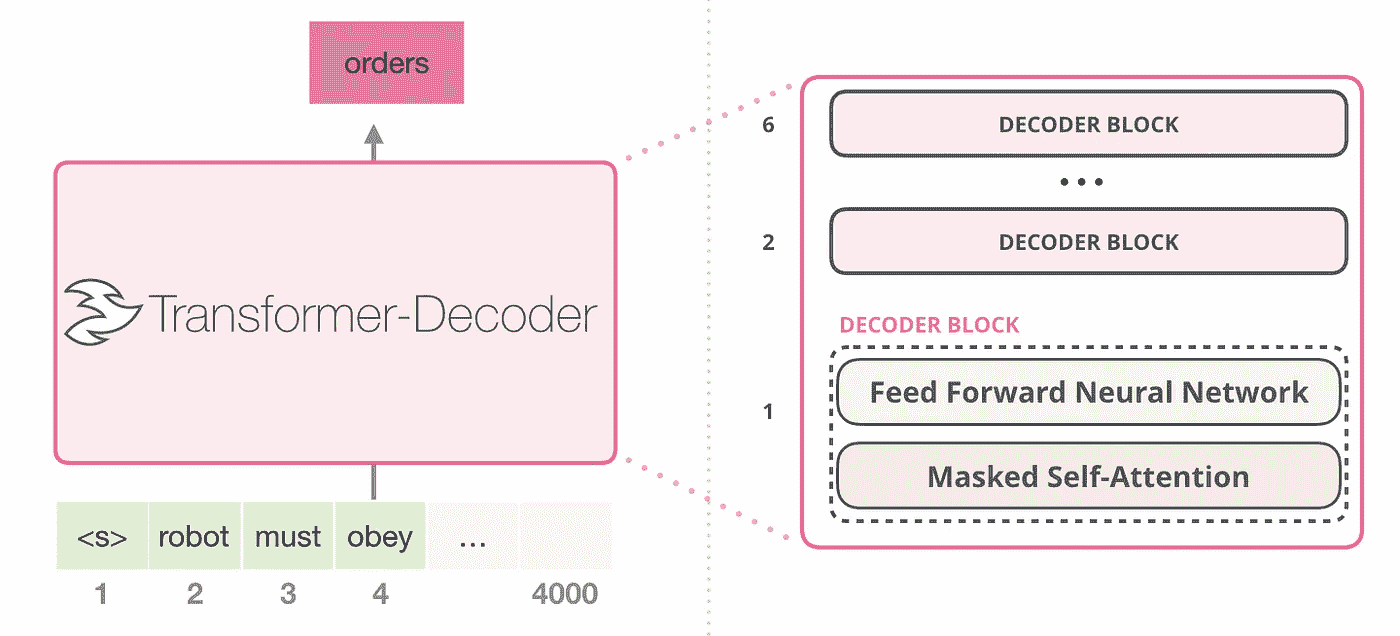 orders
Transformer-Decoder
<s> robot must obey ...
1 2 3 4 4000
6 DECODER BLOCK
...
2 DECODER BLOCK
DECODER BLOCK
Feed Forward Neural Network
1
Masked Self-Attention